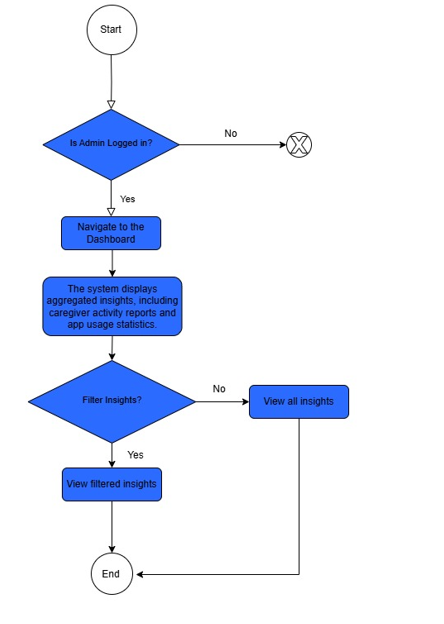 Start
Is Admin Logged in?
No
Yes
Navigate to the
Dashboard
The system displays
aggregated insights, including
caregiver activity reports and
app usage statistics.
Filter Insights?
No
View all insights
Yes
View filtered insights
End